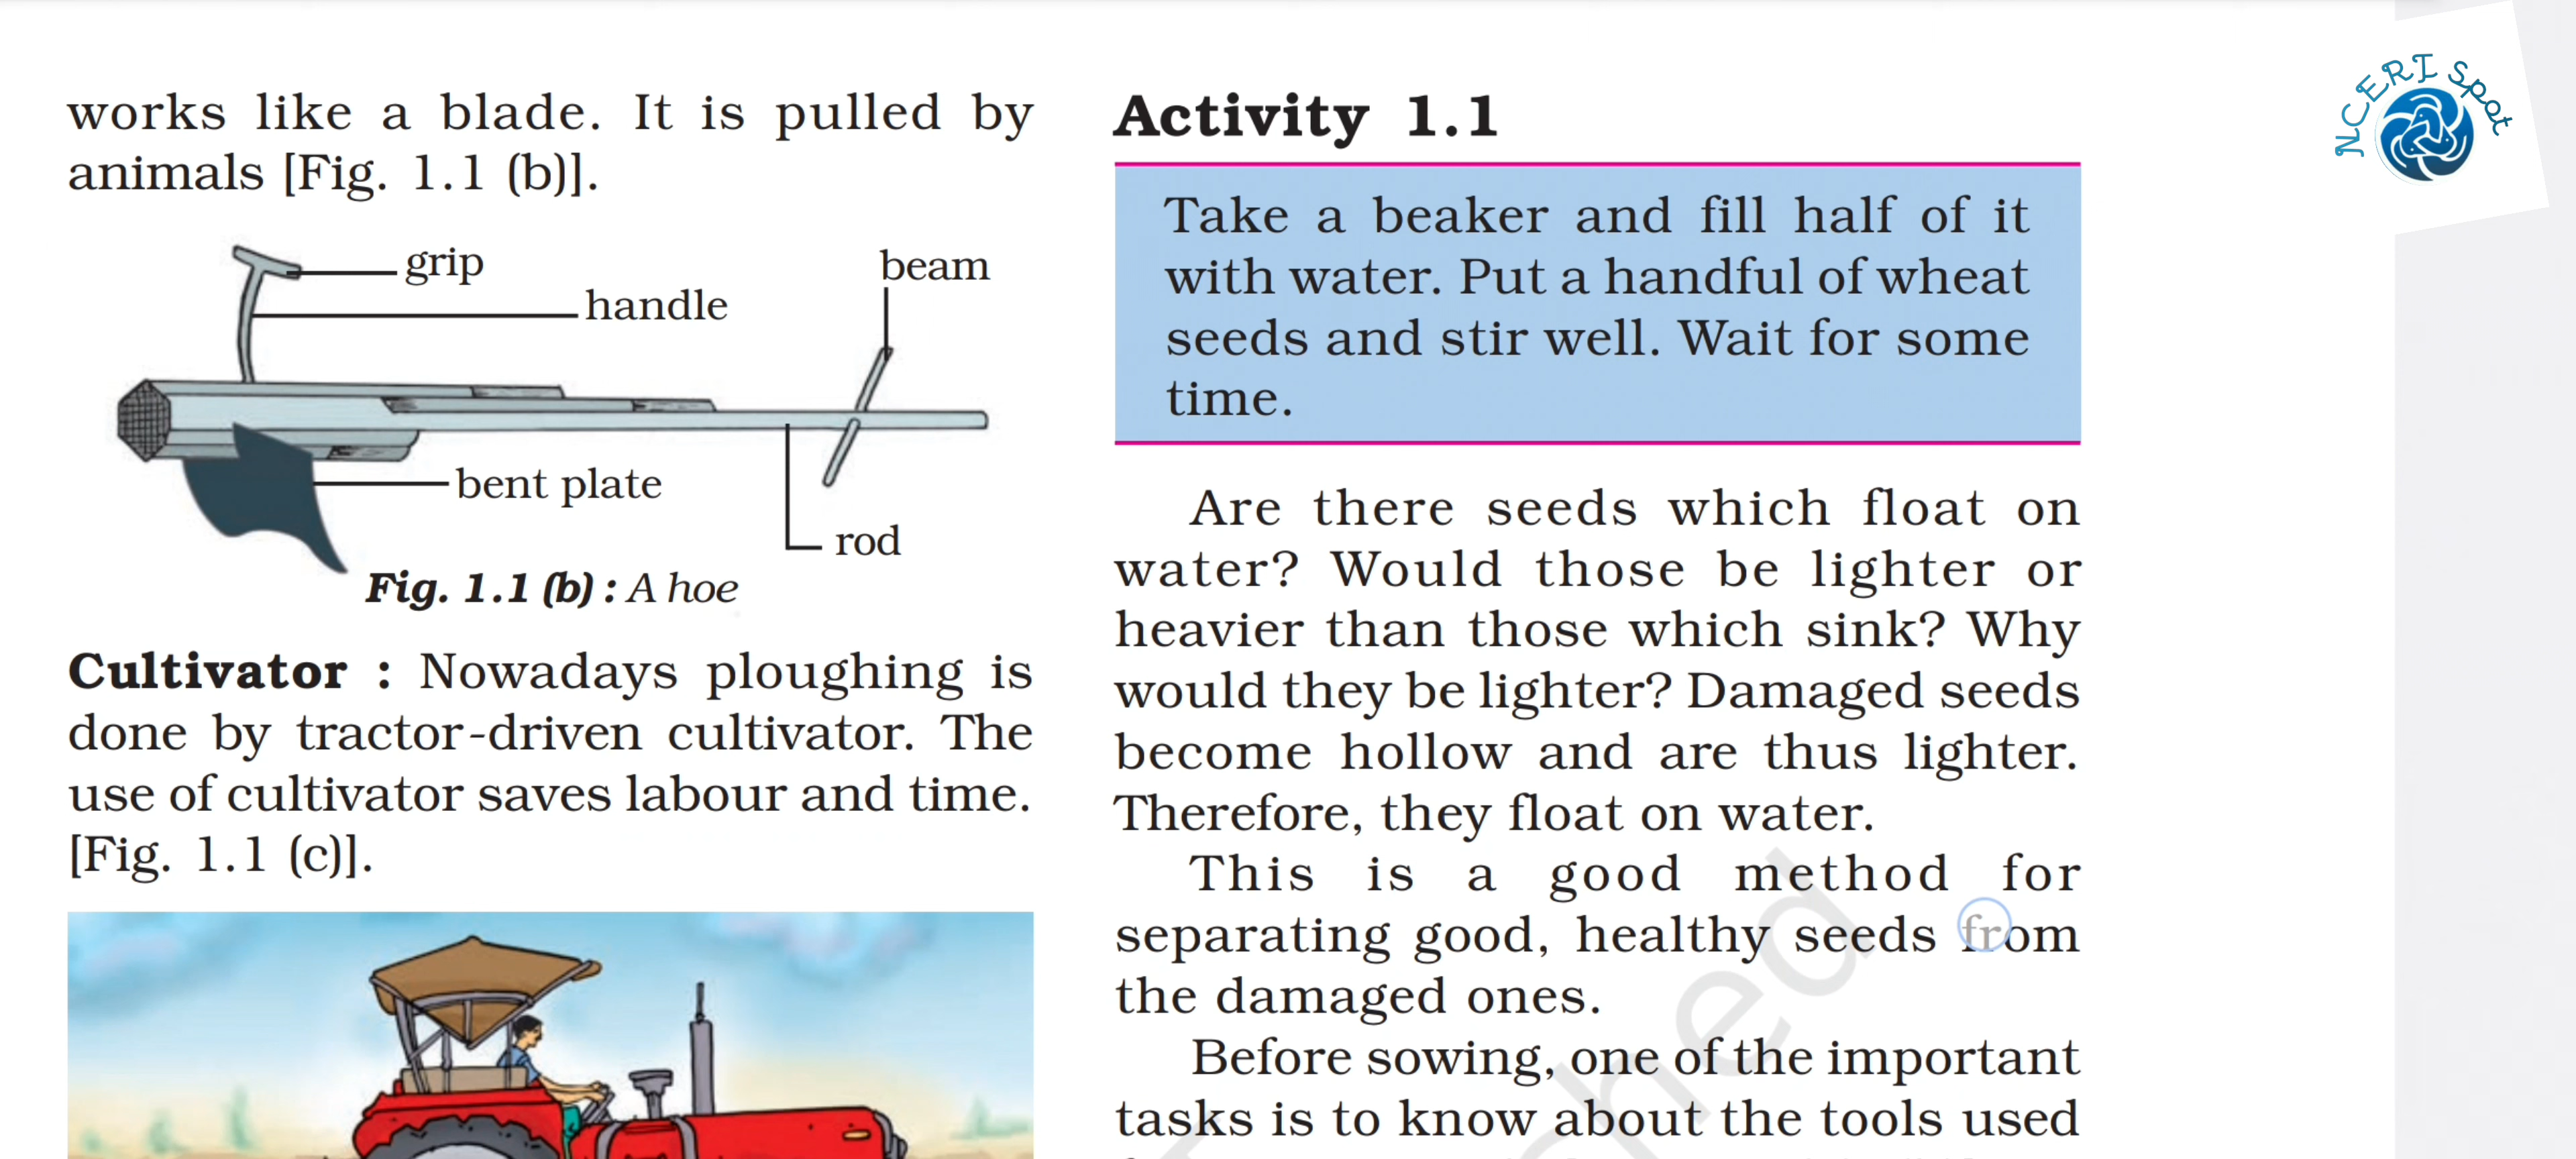 works like a blade. It is pulled by
animals [Fig. 1.1 (b)].
grip
handle
beam
bent plate
rod
Fig. 1.1 (b) : A hoe
Cultivator : Nowadays ploughing is
done by tractor-driven cultivator. The
use of cultivator saves labour and time.
[Fig. 1.1 (c)].
Activity 1.1
Take a beaker and fill half of it
with water. Put a handful of wheat
seeds and stir well. Wait for some
time.
Are there seeds which float on
water? Would those be lighter or
heavier than those which sink? Why
would they be lighter? Damaged seeds
become hollow and are thus lighter.
Therefore, they float on water.
This is a good method for
separating good, healthy seeds from
the damaged ones.
Before sowing, one of the important
tasks is to know about the tools used
NCERT Spot